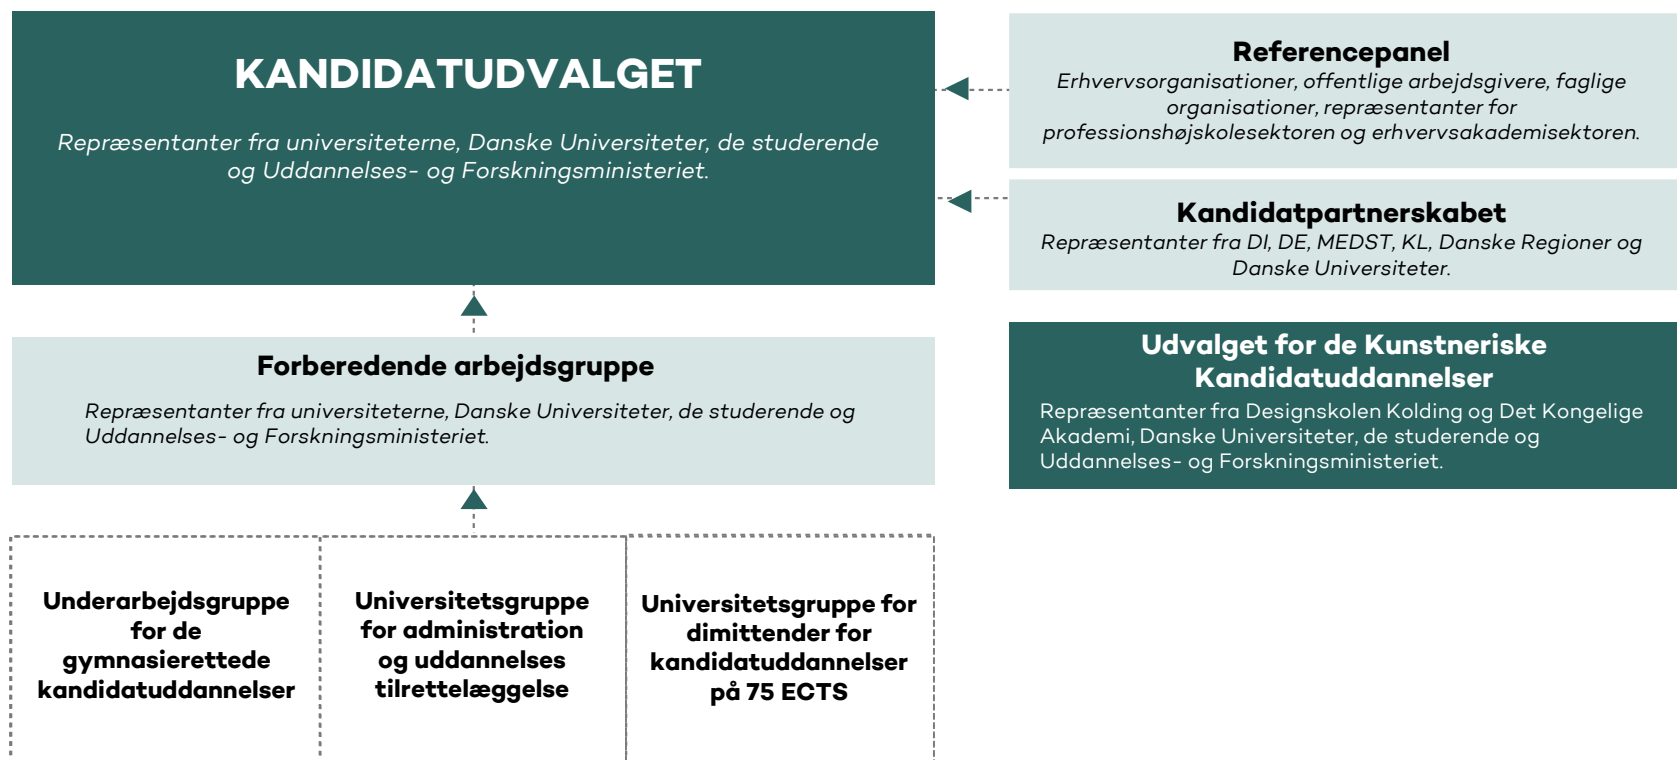 KANDIDATUDVALGET
Repræsentanter fra universiteterne, Danske Universiteter, de studerende
og Uddannelses- og Forskningsministeriet.
Referencepanel
Erhvervsorganisationer, offentlige arbejdsgivere, faglige
organisationer, repræsentanter for
professionshøjskolesektoren og erhvervsakademisektoren.
Kandidatpartnerskabet
Repræsentanter fra DI, DE, MEDST, KL, Danske Regioner og
Danske Universiteter.
Udvalget for de Kunstneriske
Kandidatuddannelser
Repræsentanter fra Designskolen Kolding og Det Kongelige
Akademi, Danske Universiteter, de studerende og
Uddannelses- og Forskningsministeriet.
Forberedende arbejdsgruppe
Repræsentanter fra universiteterne, Danske Universiteter, de studerende og
Uddannelses- og Forskningsministeriet.
Underarbejdsgruppe
for de
gymnasierettede
kandidatuddannelser
Universitetsgruppe
for administration
og uddannelses
tilrettelæggelse
Universitetsgruppe for
dimittender for
kandidatuddannelser
på 75 ECTS